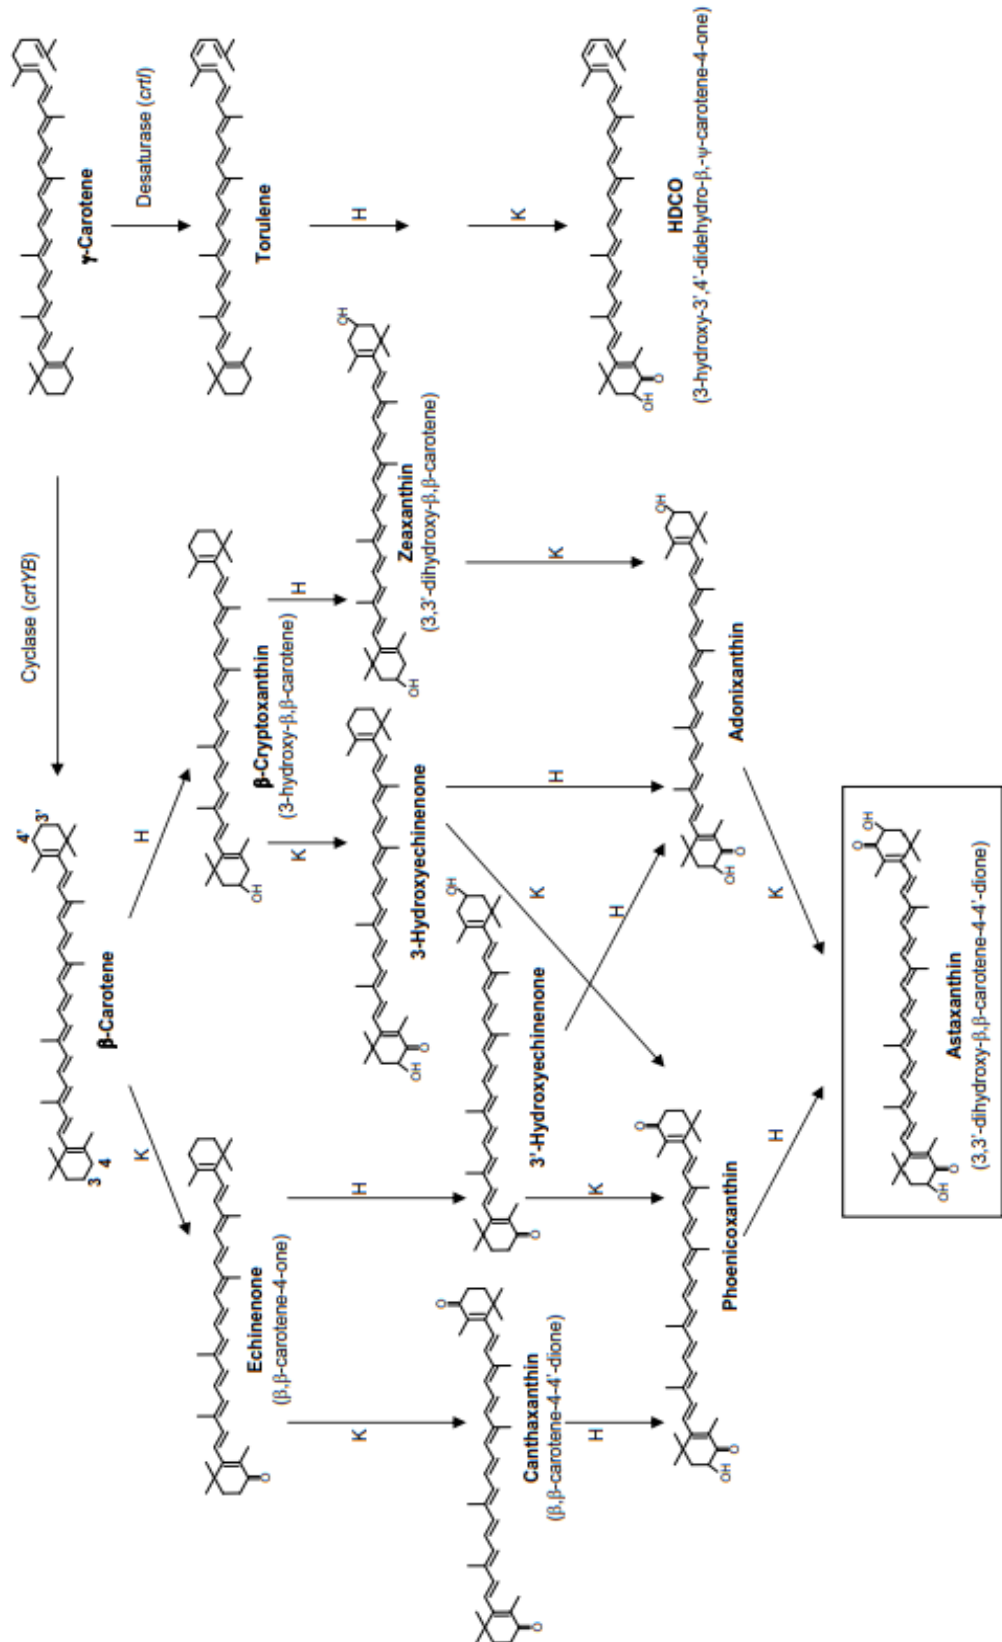 Cyclase (crtYB)
4'
3'
3 4
γ-Carotene
β-Carotene
Desaturase (crtI)
K
H
OH
Echinenone
(β,β-carotene-4-one)
β-Cryptoxanthin
(3-hydroxy-β,β-carotene)
Torulene
O
K
H
H
OH
K
H
O
OH
OH
O
3-Hydroxyechinenone
Zeaxanthin
(3,3'-dihydroxy-β,β-carotene)
OH
O
O
Canthaxanthin
(β,β-carotene-4-4'-dione)
3'-Hydroxyechinenone
K
K
H
K
K
H
H
O
OH
OH
O
OH
O
OH
O
Phoenicoxanthin
Adonixanthin
HDCO
(3-hydroxy-3',4'-didehydro-β,-ψ-carotene-4-one)
H
K
O
OH
OH
O
Astaxanthin
(3,3'-dihydroxy-β,β-carotene-4-4'-dione)